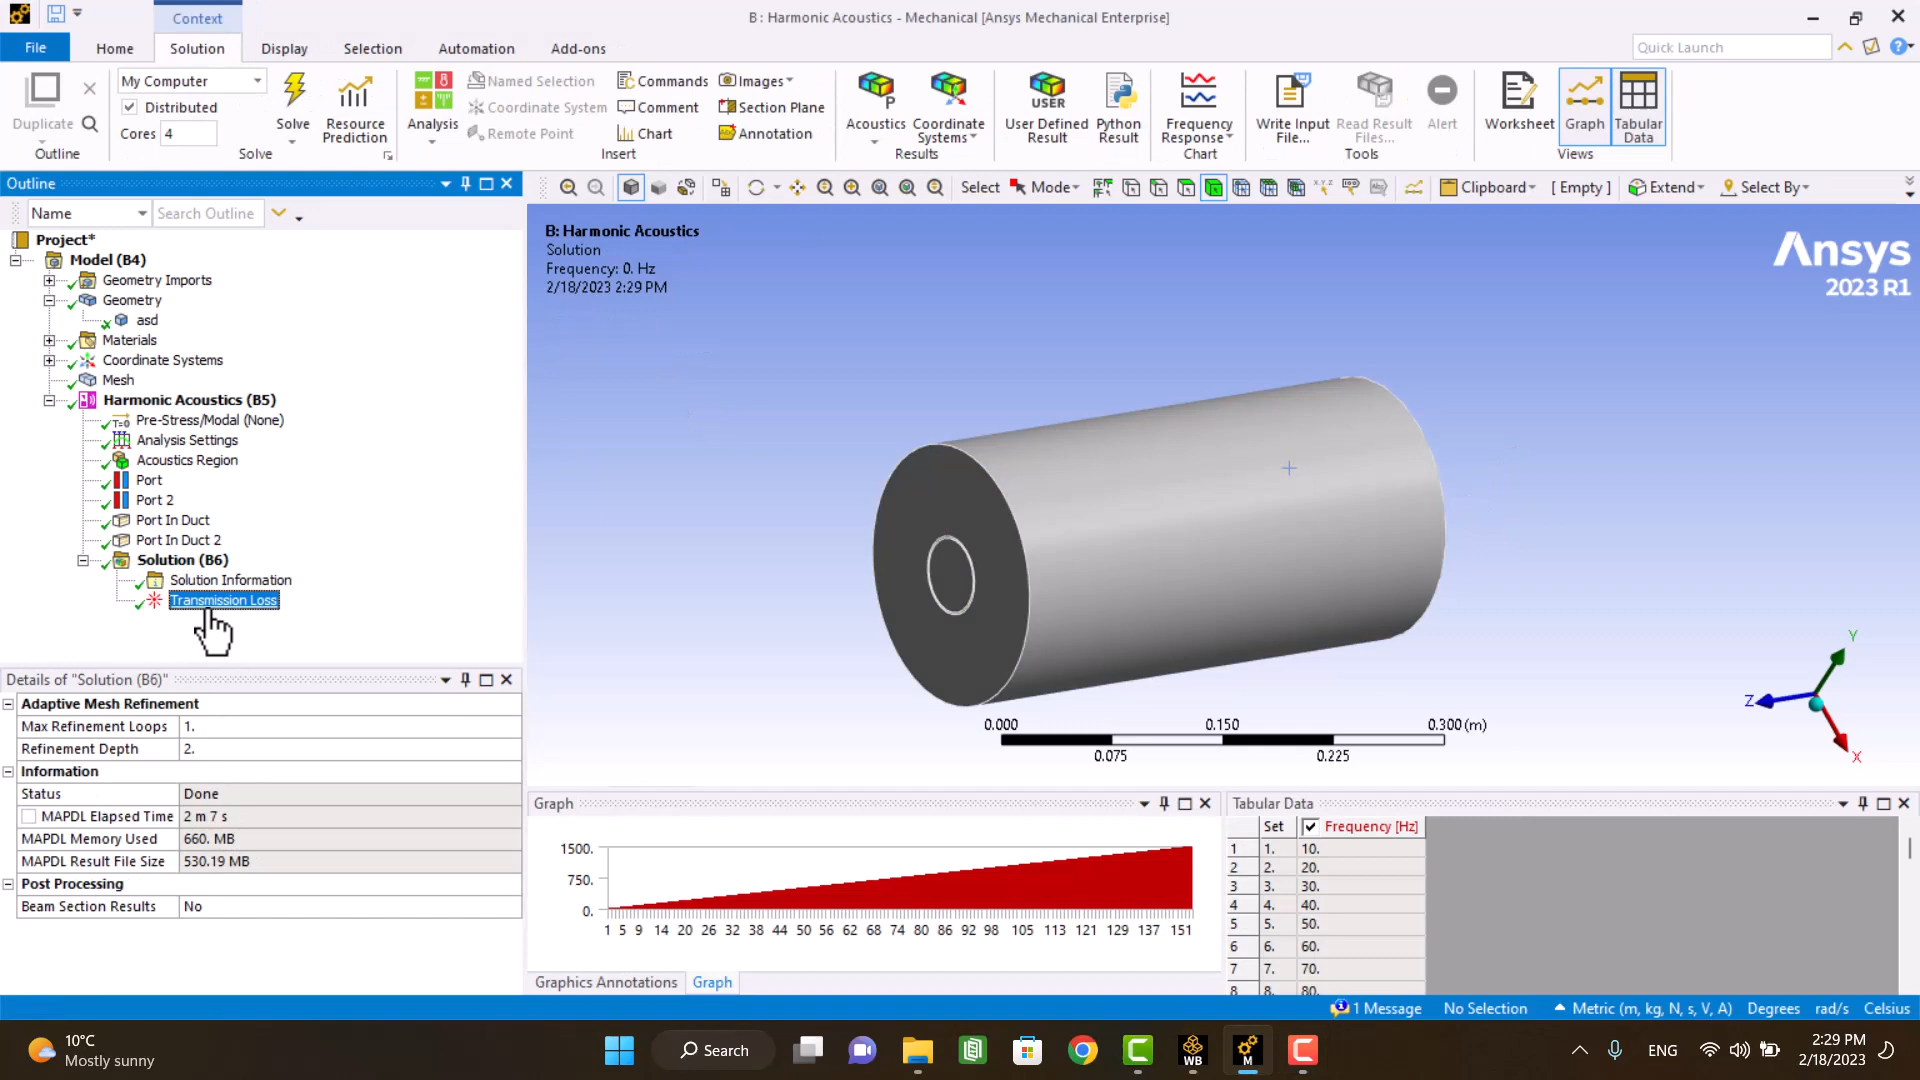 Context
B : Harmonic Acoustics - Mechanical [Ansys Mechanical Enterprise]
File
Home
Solution
Display
Selection
Automation
Add-ons
Quick Launch
Duplicate
Outline
My Computer
Distributed
Cores 4
Solve
Resource Prediction
Solve
Analysis
Named Selection
Coordinate System
Remote Point
Commands
Comment
Chart
Images
Section Plane
Annotation
Insert
Acoustics
Coordinate Systems
Results
User Defined Result
Python Result
Frequency Response
Chart
Write Input File...
Read Result Files...
Alert
Tools
Worksheet
Graph
Tabular Data
Views
Outline
Name
Search Outline
Select
Mode
Clipboard
[ Empty ]
Extend
Select By
Project*
Model (B4)
Geometry Imports
Geometry
asd
Materials
Coordinate Systems
Mesh
Harmonic Acoustics (B5)
Pre-Stress/Modal (None)
Analysis Settings
Acoustics Region
Port
Port 2
Port In Duct
Port In Duct 2
Solution (B6)
Solution Information
Transmission Loss
B: Harmonic Acoustics
Solution
Frequency: 0. Hz
2/18/2023 2:29 PM
Ansys
2023 R1
0.000 0.150 0.300 (m)
0.075 0.225
Y
Z
X
Details of "Solution (B6)"
Adaptive Mesh Refinement
Max Refinement Loops 1.
Refinement Depth 2.
Information
Status Done
MAPDL Elapsed Time 2 m 7 s
MAPDL Memory Used 660. MB
MAPDL Result File Size 530.19 MB
Post Processing
Beam Section Results No
Graph
1500.
750.
0.
1 5 9 14 20 26 32 38 44 50 56 62 68 74 80 86 92 98 105 113 121 129 137 151
Graphics Annotations
Graph
Tabular Data
Set Frequency [Hz]
1 1. 10.
2 2. 20.
3 3. 30.
4 4. 40.
5 5. 50.
6 6. 60.
7 7. 70.
8 8. 80.
1 Message
No Selection
Metric (m, kg, N, s, V, A)
Degrees
rad/s
Celsius
10°C
Mostly sunny
Search
WB
M
ENG
2:29 PM
2/18/2023